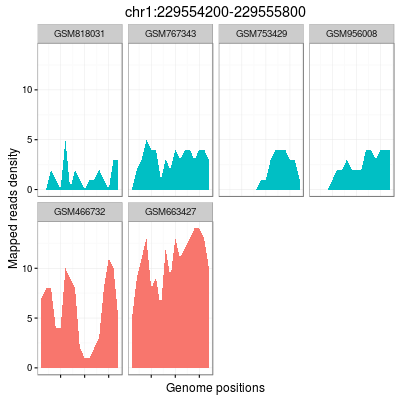 chr1:229554200-229555800
GSM818031 GSM767343 GSM753429 GSM956008
10
5
0
GSM466732 GSM663427
10
5
0
Mapped reads density
Genome positions